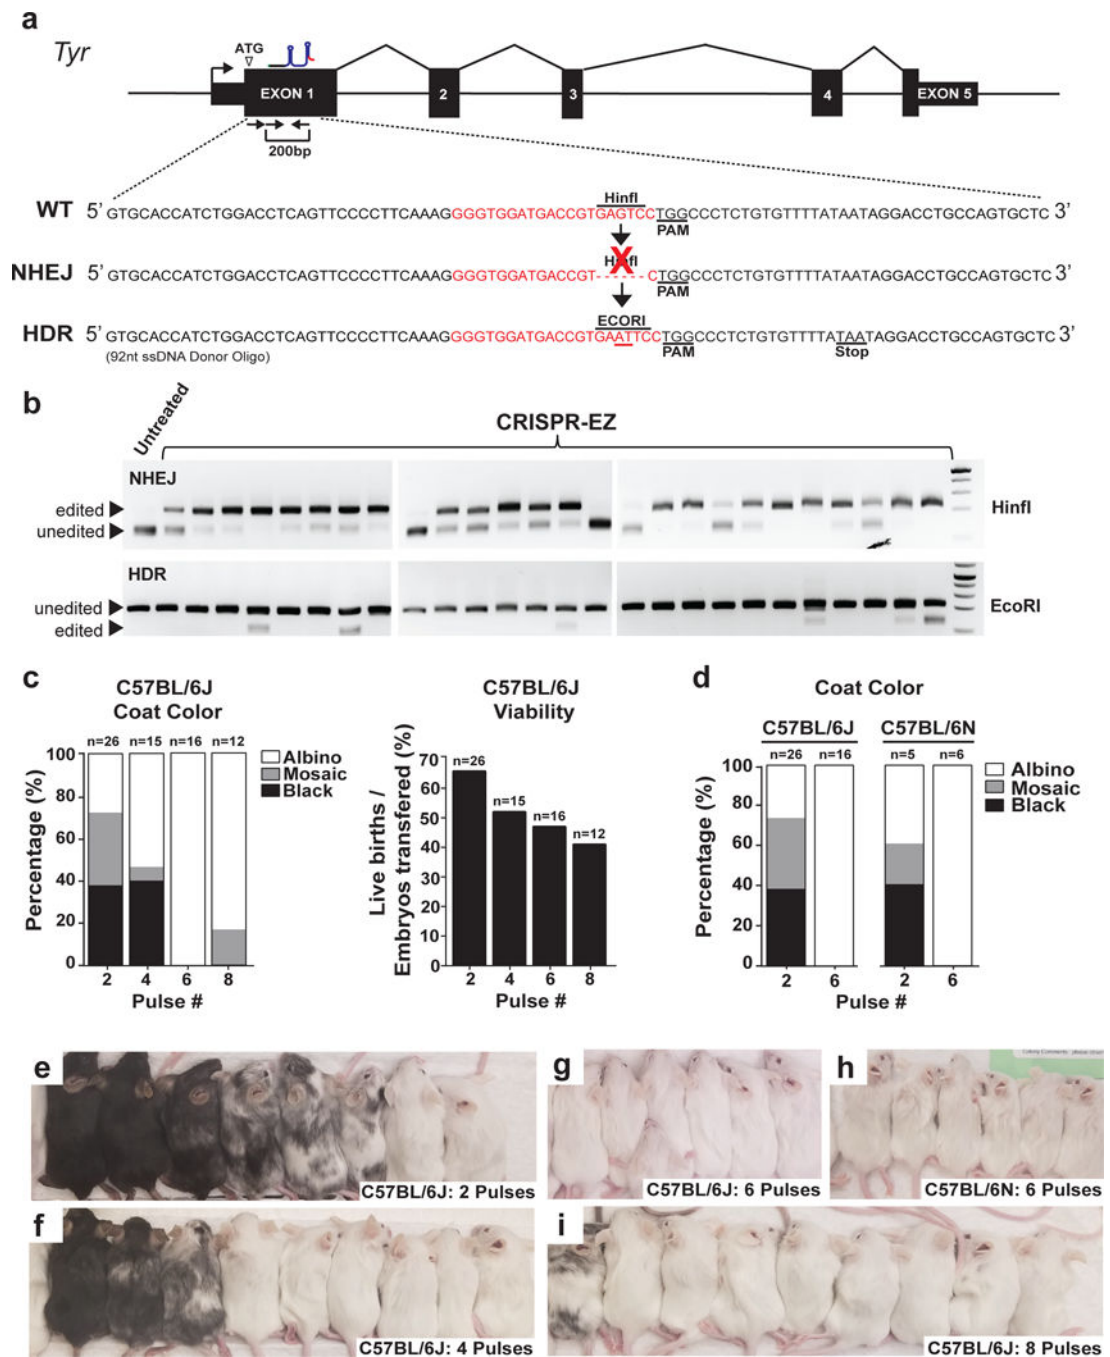 a
Tyr
ATG
EXON 1
2
3
4
EXON 5
200bp
HinfI
WT 5' GTGCACCATCTGGACCTCAGTTCCCCTTCAAAGGGGTGGATGACCGTGAGTCCTGGCCCTCTGTGTTTTATAATAGGACCTGCCAGTGCTC 3'
PAM
HinfI
X
NHEJ 5' GTGCACCATCTGGACCTCAGTTCCCCTTCAAAGGGGTGGATGACCGT------CTGGCCCTCTGTGTTTTATAATAGGACCTGCCAGTGCTC 3'
PAM
ECORI
HDR 5' GTGCACCATCTGGACCTCAGTTCCCCTTCAAAGGGGTGGATGACCGTGAATTCCTGGCCCTCTGTGTTTTATAATAGGACCTGCCAGTGCTC 3'
(92nt ssDNA Donor Oligo)
PAM
Stop
b
Untreated
CRISPR-EZ
NHEJ
edited
unedited
HinfI
HDR
unedited
edited
EcoRI
c
C57BL/6J
Coat Color
n=26 n=15 n=16 n=12
Percentage (%)
100
80
60
40
20
0
2 4 6 8
Pulse #
Albino
Mosaic
Black
C57BL/6J
Viability
Live births /
Embryos transfered (%)
70
60
50
40
30
20
10
0
n=26
n=15
n=16
n=12
2 4 6 8
Pulse #
d
Coat Color
C57BL/6J C57BL/6N
n=26 n=16 n=5 n=6
Percentage (%)
100
80
60
40
20
0
2 6 2 6
Pulse #
Albino
Mosaic
Black
e
C57BL/6J: 2 Pulses
g
C57BL/6J: 6 Pulses
h
C57BL/6N: 6 Pulses
f
C57BL/6J: 4 Pulses
i
C57BL/6J: 8 Pulses